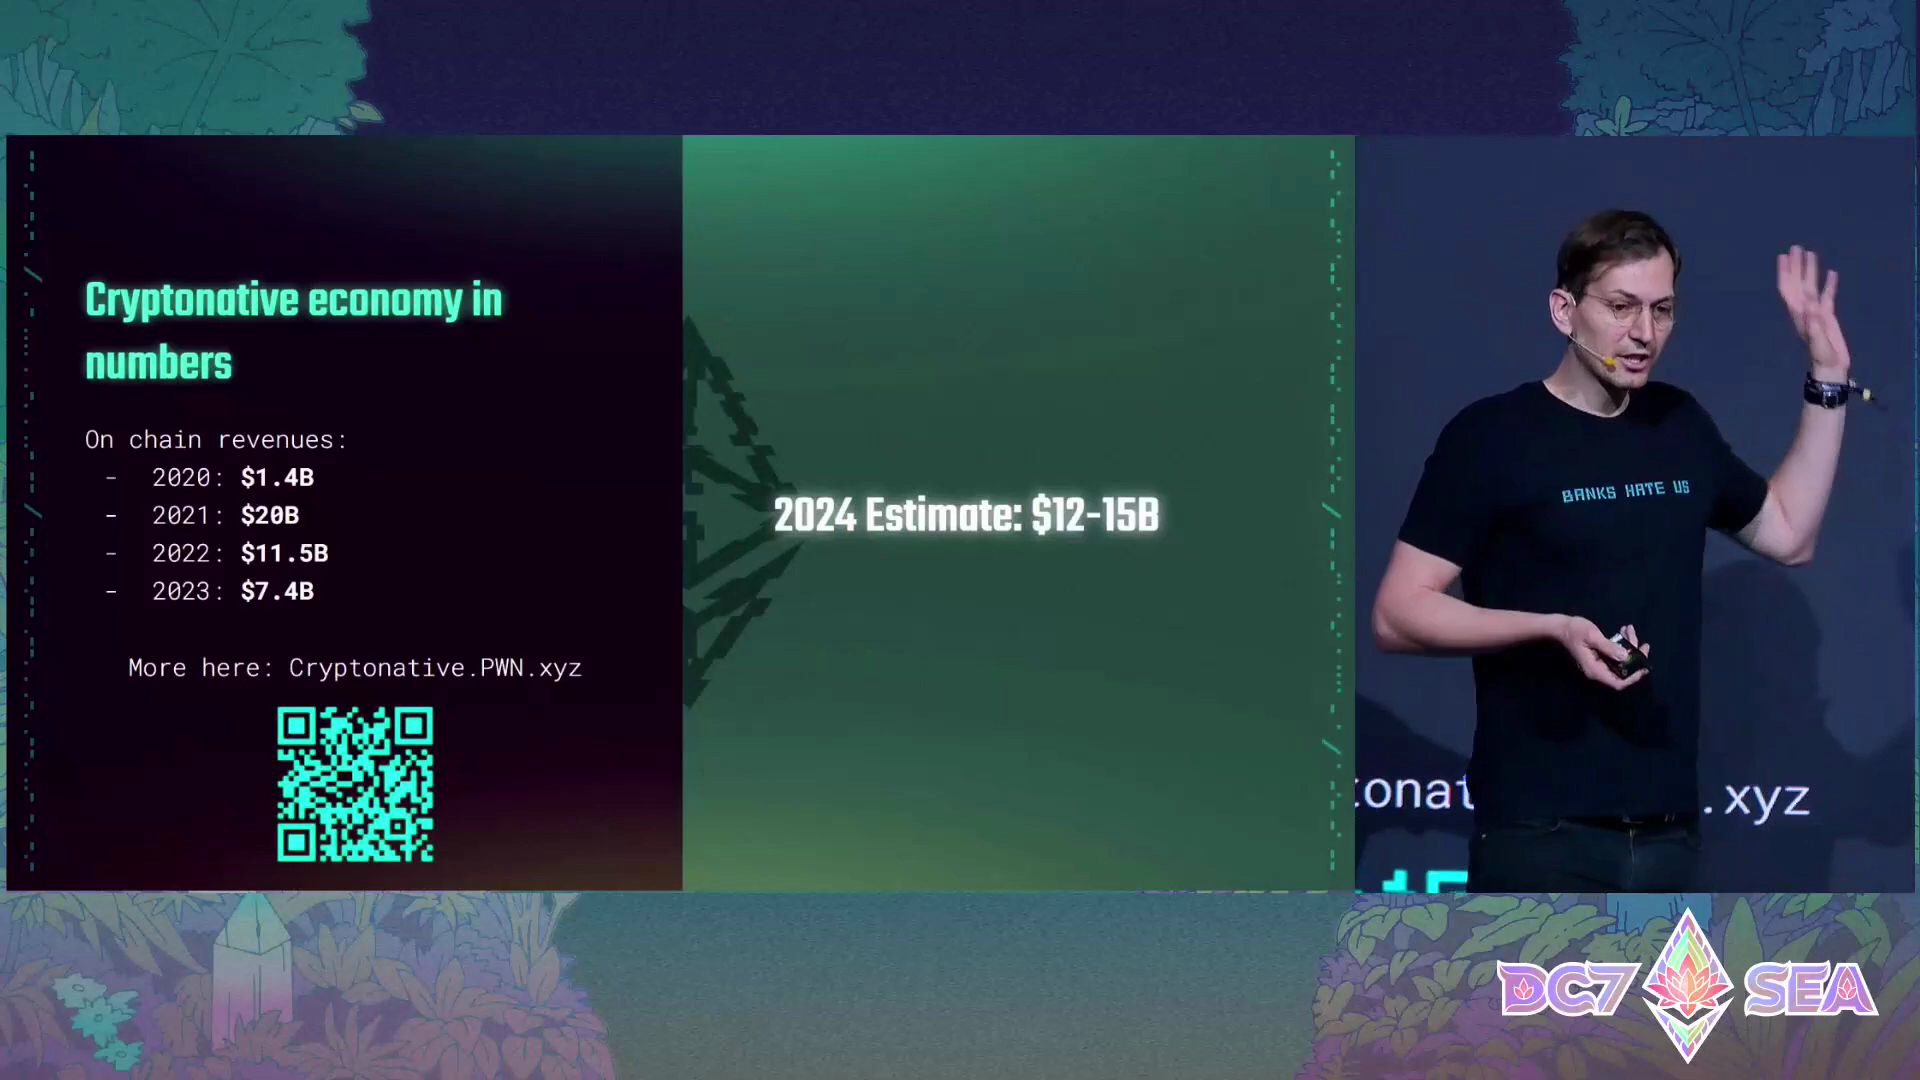 Cryptonative economy in
numbers
On chain revenues:
- 2020: $1.4B
- 2021: $20B
- 2022: $11.5B
- 2023: $7.4B
More here: Cryptonative.PWN.xyz
2024 Estimate: $12-15B
BANKS HATE US
.xyz
DC7 SEA